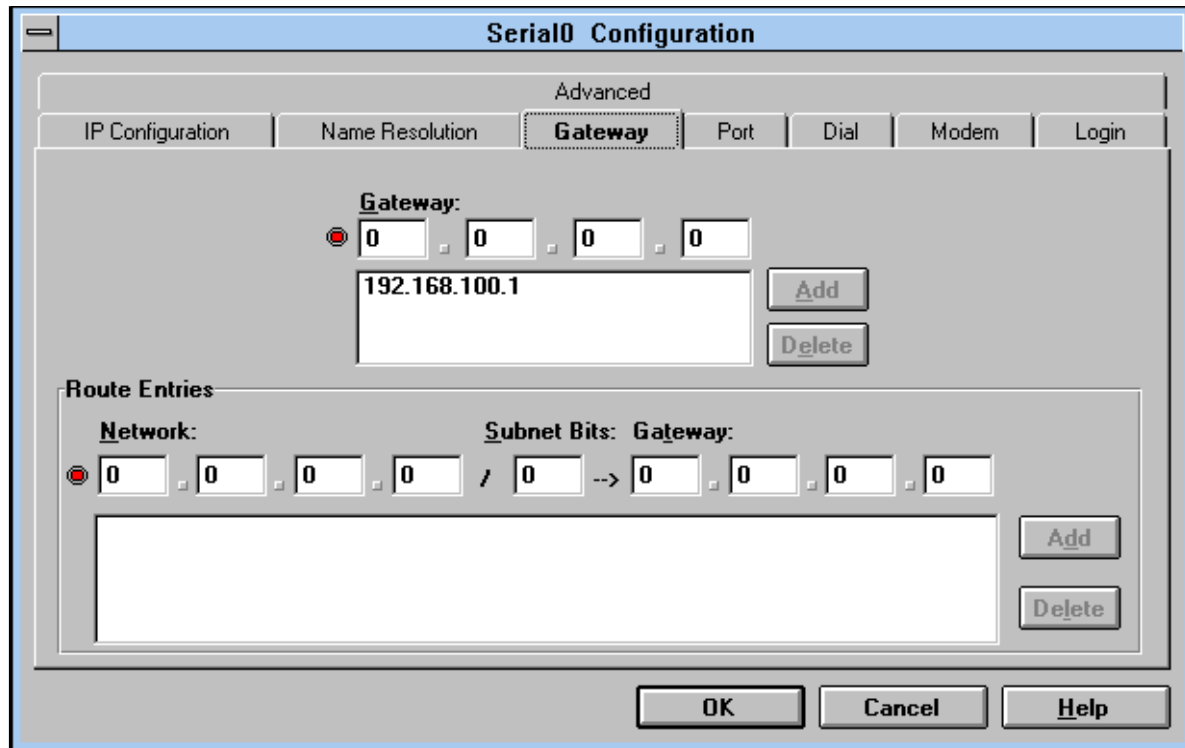 Serial0 Configuration
Advanced
IP Configuration Name Resolution Gateway Port Dial Modem Login
Gateway:
0 . 0 . 0 . 0
192.168.100.1
Add
Delete
Route Entries
Network: Subnet Bits: Gateway:
0 . 0 . 0 . 0 / 0 --> 0 . 0 . 0 . 0
Add
Delete
OK Cancel Help